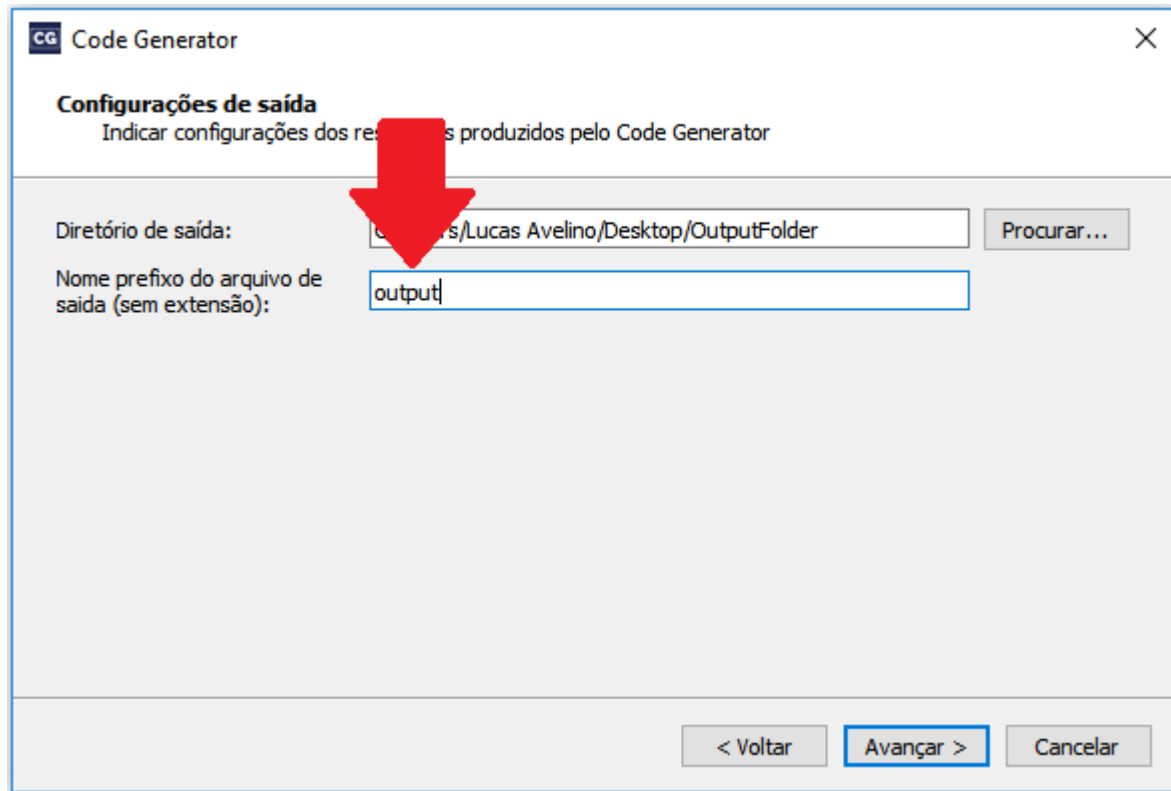 CG Code Generator
Configurações de saída
Indicar configurações dos produzidos pelo Code Generator
Diretório de saída:
/Lucas Avelino/Desktop/OutputFolder
Procurar...
Nome prefixo do arquivo de
saida (sem extensão):
output
< Voltar
Avançar >
Cancelar